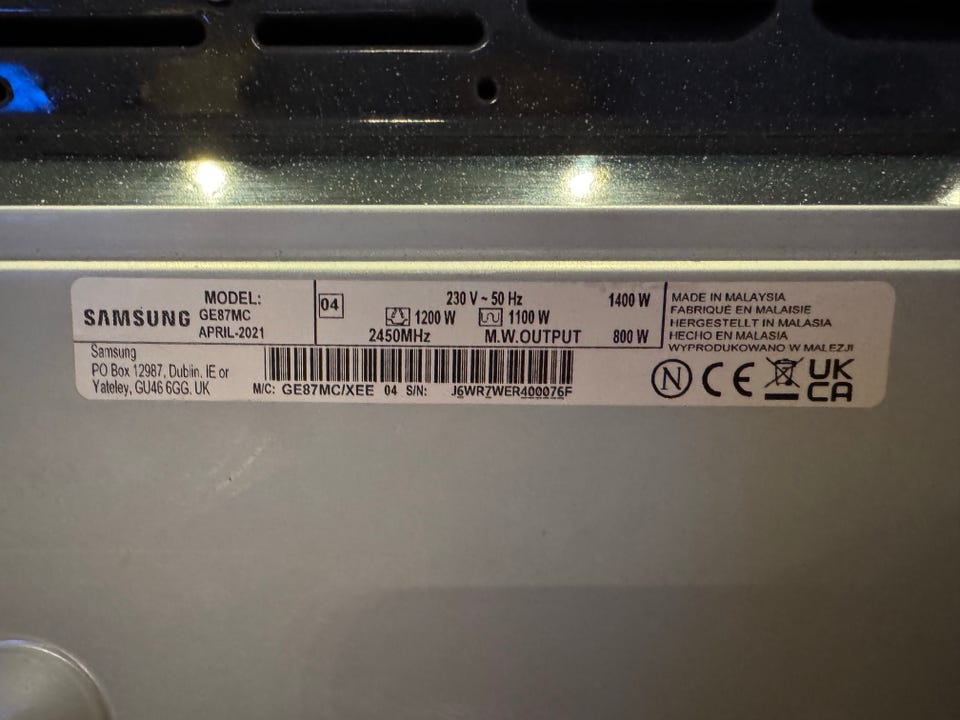 SAMSUNG
MODEL:
GE87MC
APRIL-2021
04
230 V ~ 50 Hz 1400 W
1200 W 1100 W
2450MHz M.W.OUTPUT 800 W
MADE IN MALAYSIA
FABRIQUÉ EN MALAISIE
HERGESTELLT IN MALASIA
HECHO EN MALASIA
WYPRODUKOWANO W MALEZJI
Samsung
PO Box 12987, Dublin. IE or
Yateley, GU46 6GG. UK
M/C: GE87MC/XEE 04 S/N: J6WR7WER400076F
N CE UK
CA